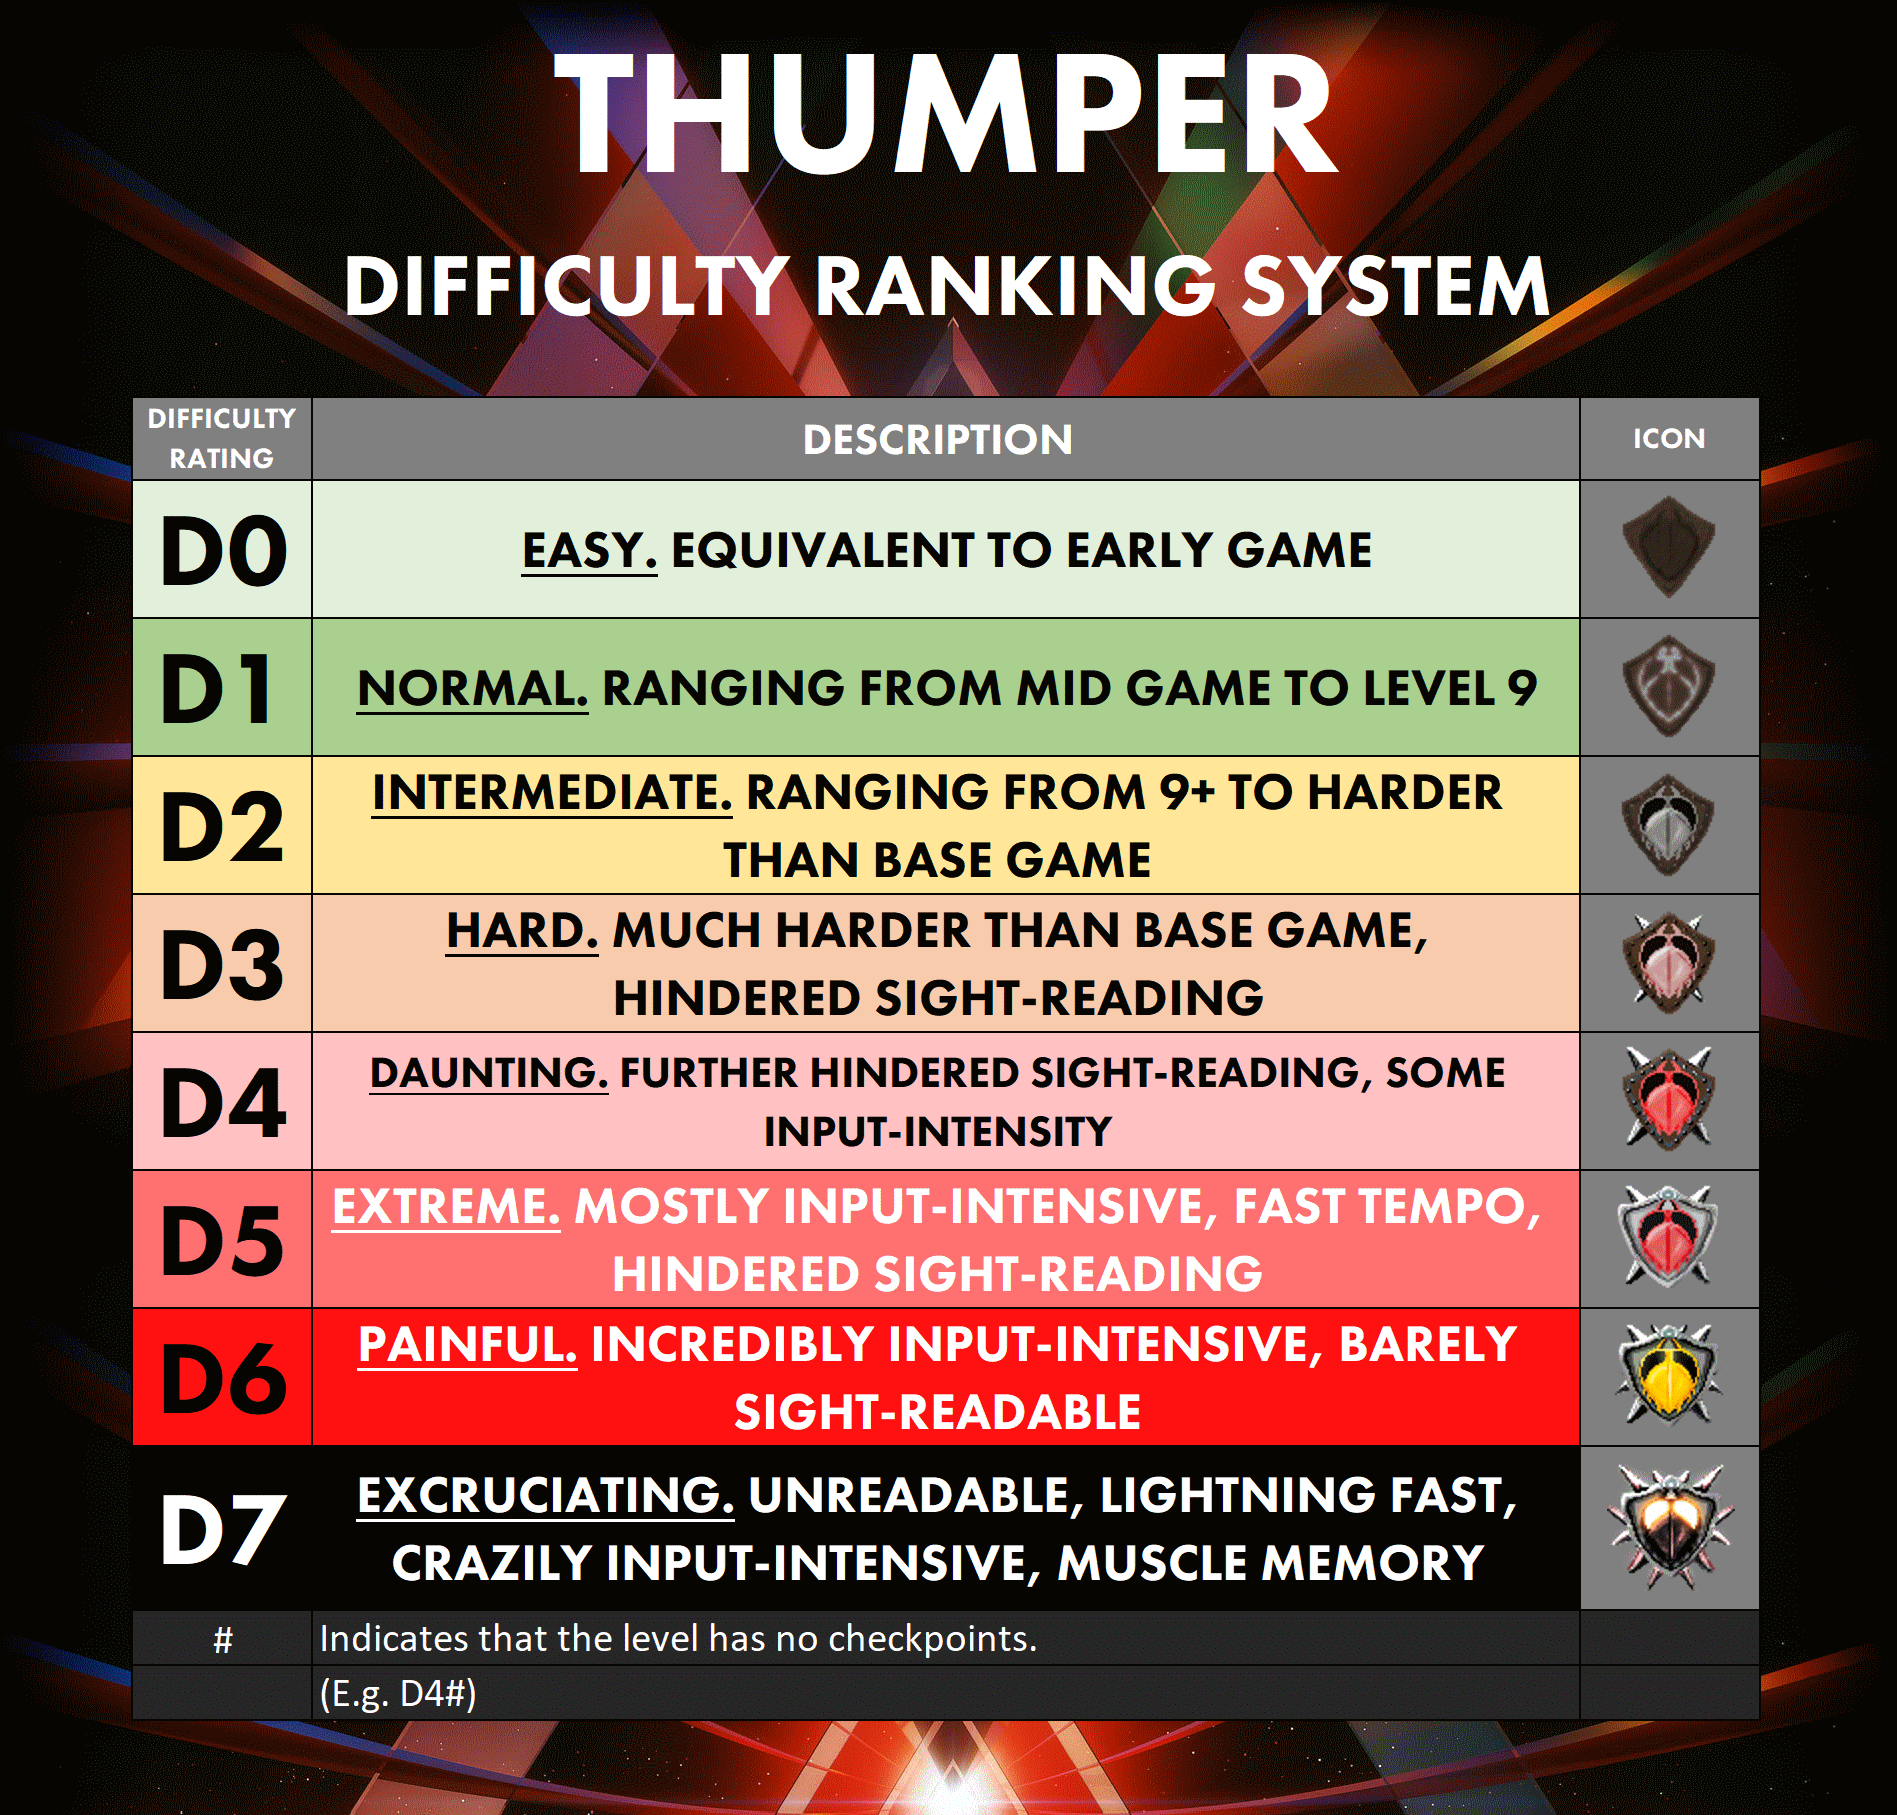 THUMPER
DIFFICULTY RANKING SYSTEM
DIFFICULTY
RATING
DESCRIPTION
ICON
D0
EASY. EQUIVALENT TO EARLY GAME
D1
NORMAL. RANGING FROM MID GAME TO LEVEL 9
D2
INTERMEDIATE. RANGING FROM 9+ TO HARDER
THAN BASE GAME
D3
HARD. MUCH HARDER THAN BASE GAME,
HINDERED SIGHT-READING
D4
DAUNTING. FURTHER HINDERED SIGHT-READING, SOME
INPUT-INTENSITY
D5
EXTREME. MOSTLY INPUT-INTENSIVE, FAST TEMPO,
HINDERED SIGHT-READING
D6
PAINFUL. INCREDIBLY INPUT-INTENSIVE, BARELY
SIGHT-READABLE
D7
EXCRUCIATING. UNREADABLE, LIGHTNING FAST,
CRAZILY INPUT-INTENSIVE, MUSCLE MEMORY
#
Indicates that the level has no checkpoints.
(E.g. D4#)